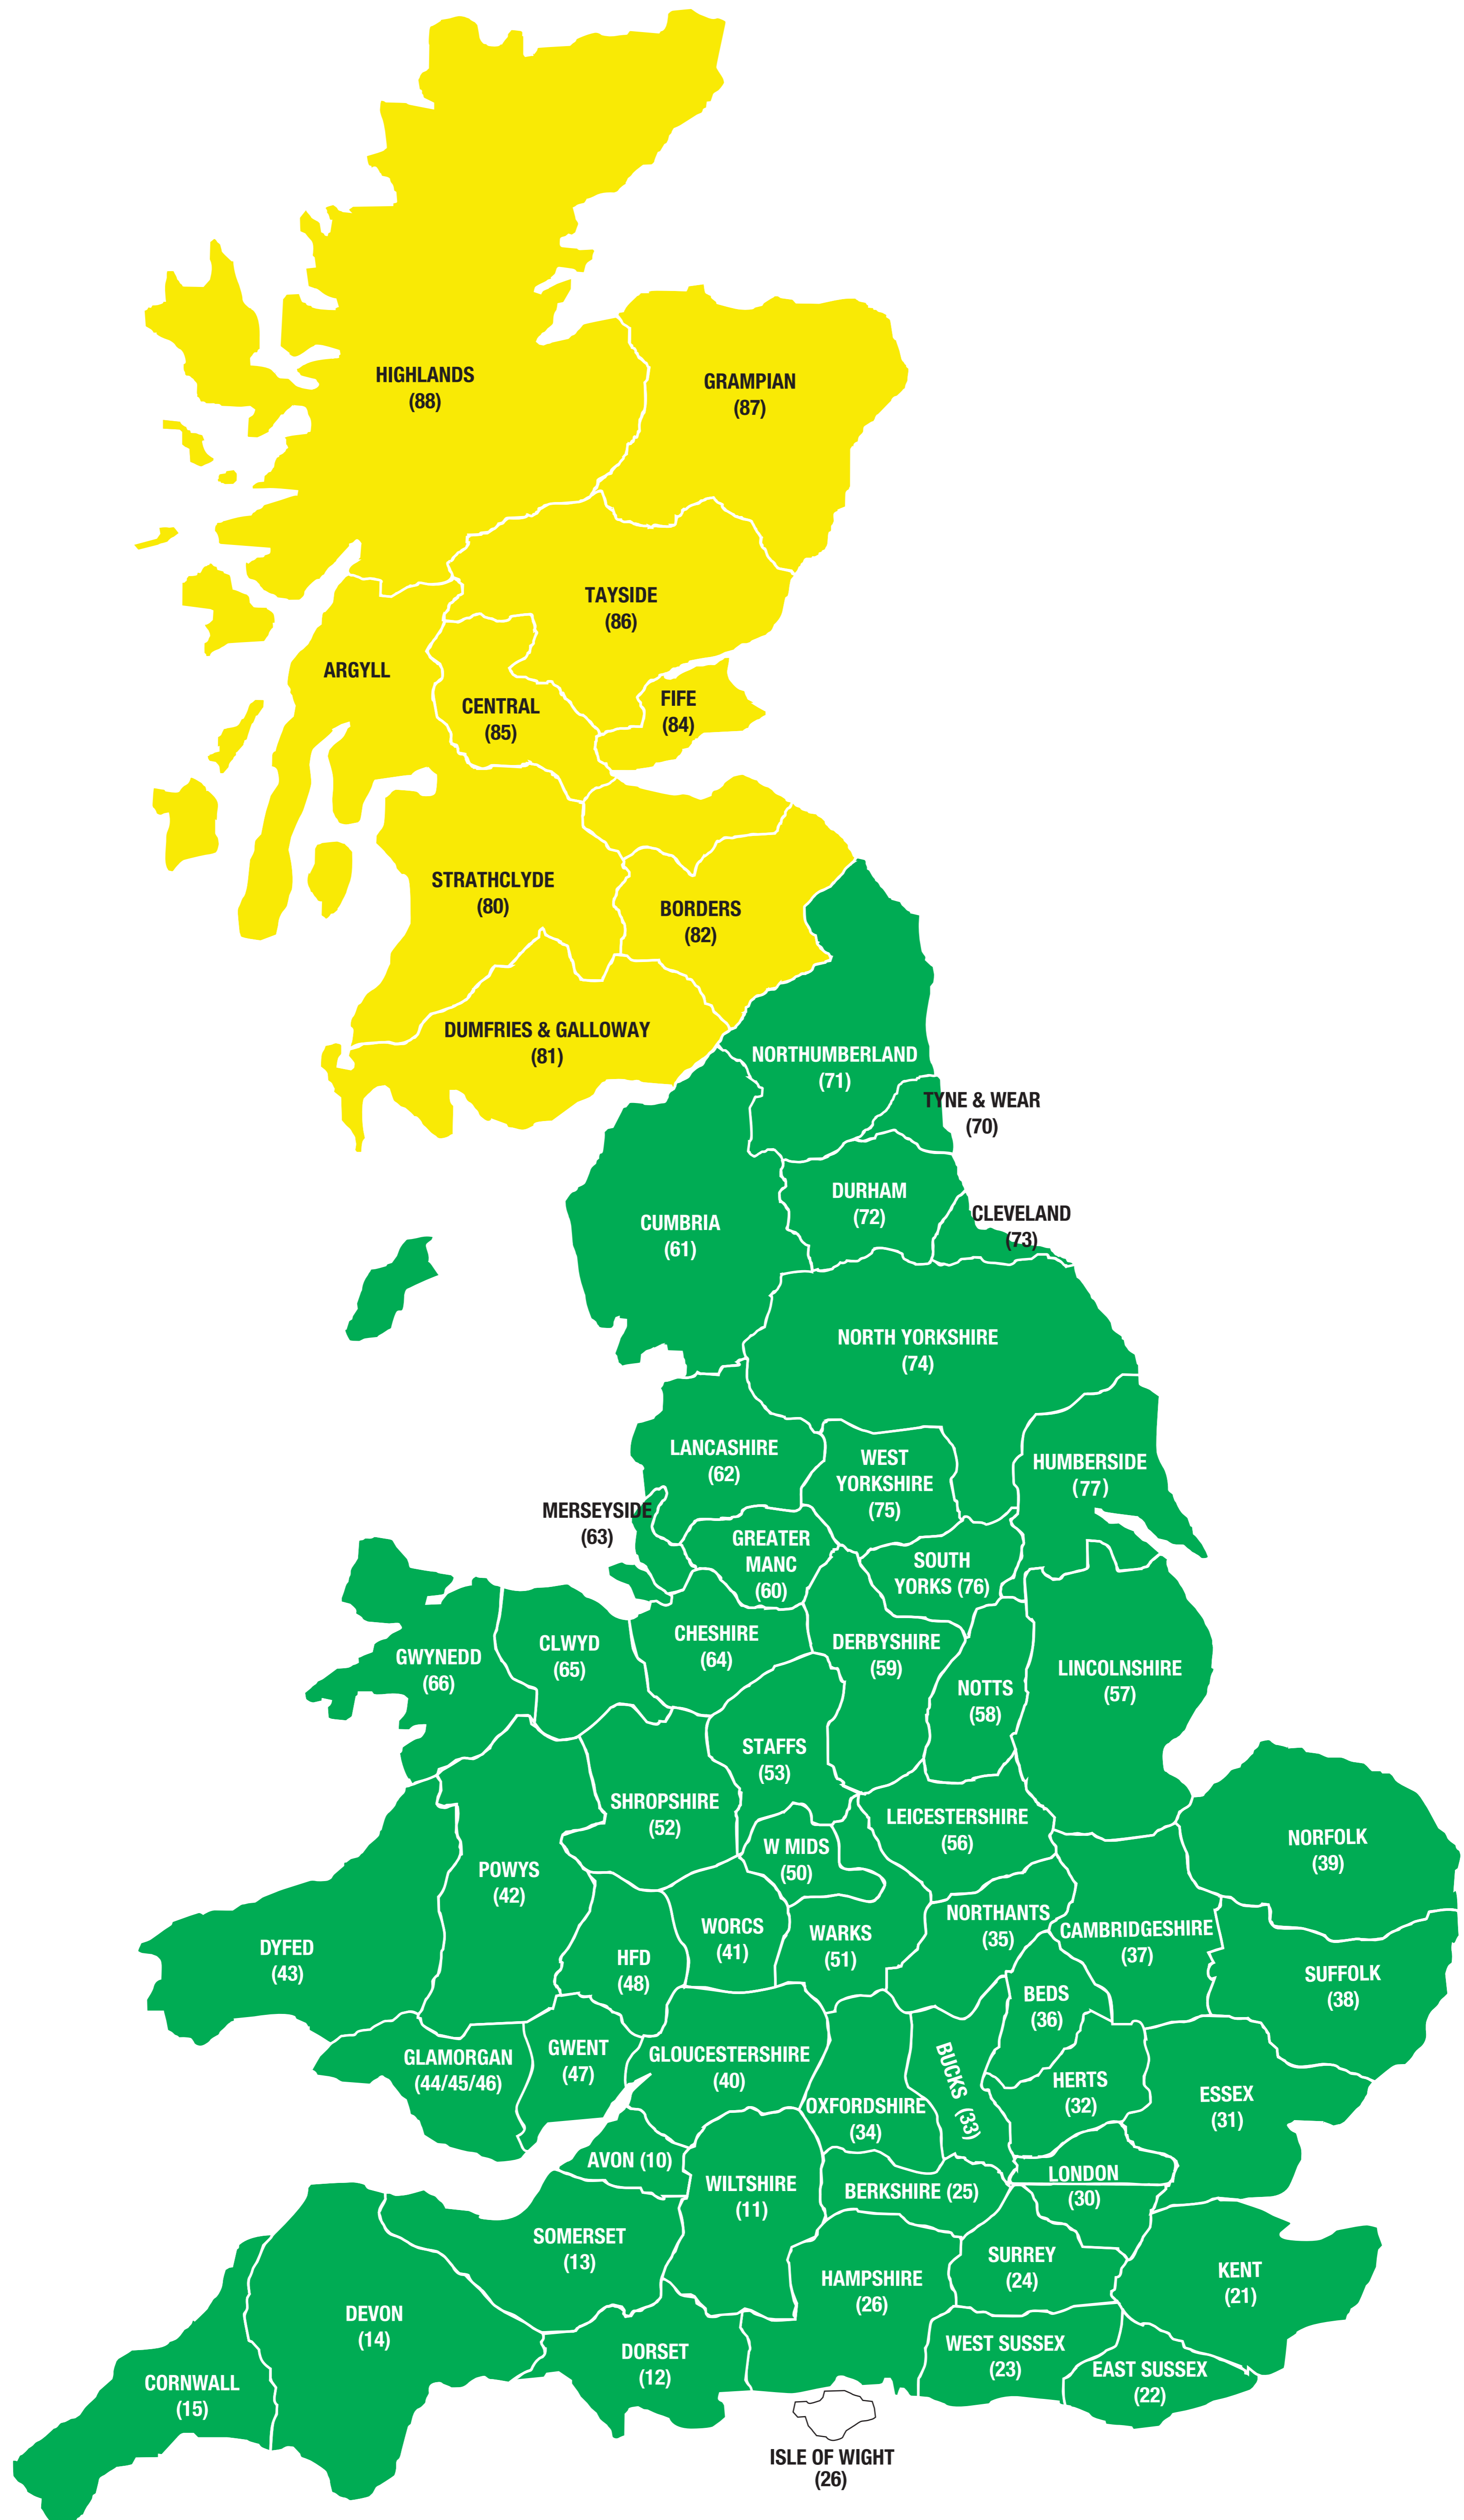 HIGHLANDS
(88)
GRAMPIAN
(87)
TAYSIDE
(86)
ARGYLL
CENTRAL
(85)
FIFE
(84)
STRATHCLYDE
(80)
BORDERS
(82)
DUMFRIES & GALLOWAY
(81)
NORTHUMBERLAND
(71)
TYNE & WEAR
(70)
DURHAM
(72)
CLEVELAND
(73)
CUMBRIA
(61)
NORTH YORKSHIRE
(74)
LANCASHIRE
(62)
WEST
YORKSHIRE
(75)
HUMBERSIDE
(77)
MERSEYSIDE
(63)
GREATER
MANC
(60)
SOUTH
YORKS (76)
GWYNEDD
(66)
CLWYD
(65)
CHESHIRE
(64)
DERBYSHIRE
(59)
NOTTS
(58)
LINCOLNSHIRE
(57)
STAFFS
(53)
SHROPSHIRE
(52)
W MIDS
(50)
LEICESTERSHIRE
(56)
NORFOLK
(39)
POWYS
(42)
DYFED
(43)
HFD
(48)
WORCS
(41)
WARKS
(51)
NORTHANTS
(35)
CAMBRIDGESHIRE
(37)
SUFFOLK
(38)
BEDS
(36)
GLAMORGAN
(44/45/46)
GWENT
(47)
GLOUCESTERSHIRE
(40)
OXFORDSHIRE
(34)
BUCKS (33)
HERTS
(32)
ESSEX
(31)
AVON (10)
WILTSHIRE
(11)
BERKSHIRE (25)
LONDON
(30)
SOMERSET
(13)
HAMPSHIRE
(26)
SURREY
(24)
KENT
(21)
DEVON
(14)
DORSET
(12)
WEST SUSSEX
(23)
EAST SUSSEX
(22)
CORNWALL
(15)
ISLE OF WIGHT
(26)